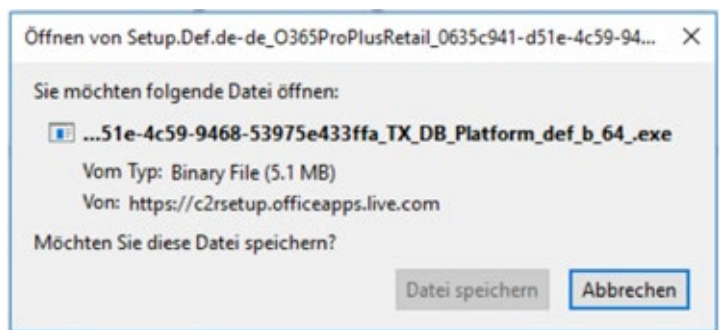 Öffnen von Setup.Def.de-de_O365ProPlusRetail_0635c941-d51e-4c59-94...
Sie möchten folgende Datei öffnen:
...51e-4c59-9468-53975e433ffa_TX_DB_Platform_def_b_64_.exe
Vom Typ: Binary File (5.1 MB)
Von: https://c2rsetup.officeapps.live.com
Möchten Sie diese Datei speichern?
Datei speichern Abbrechen